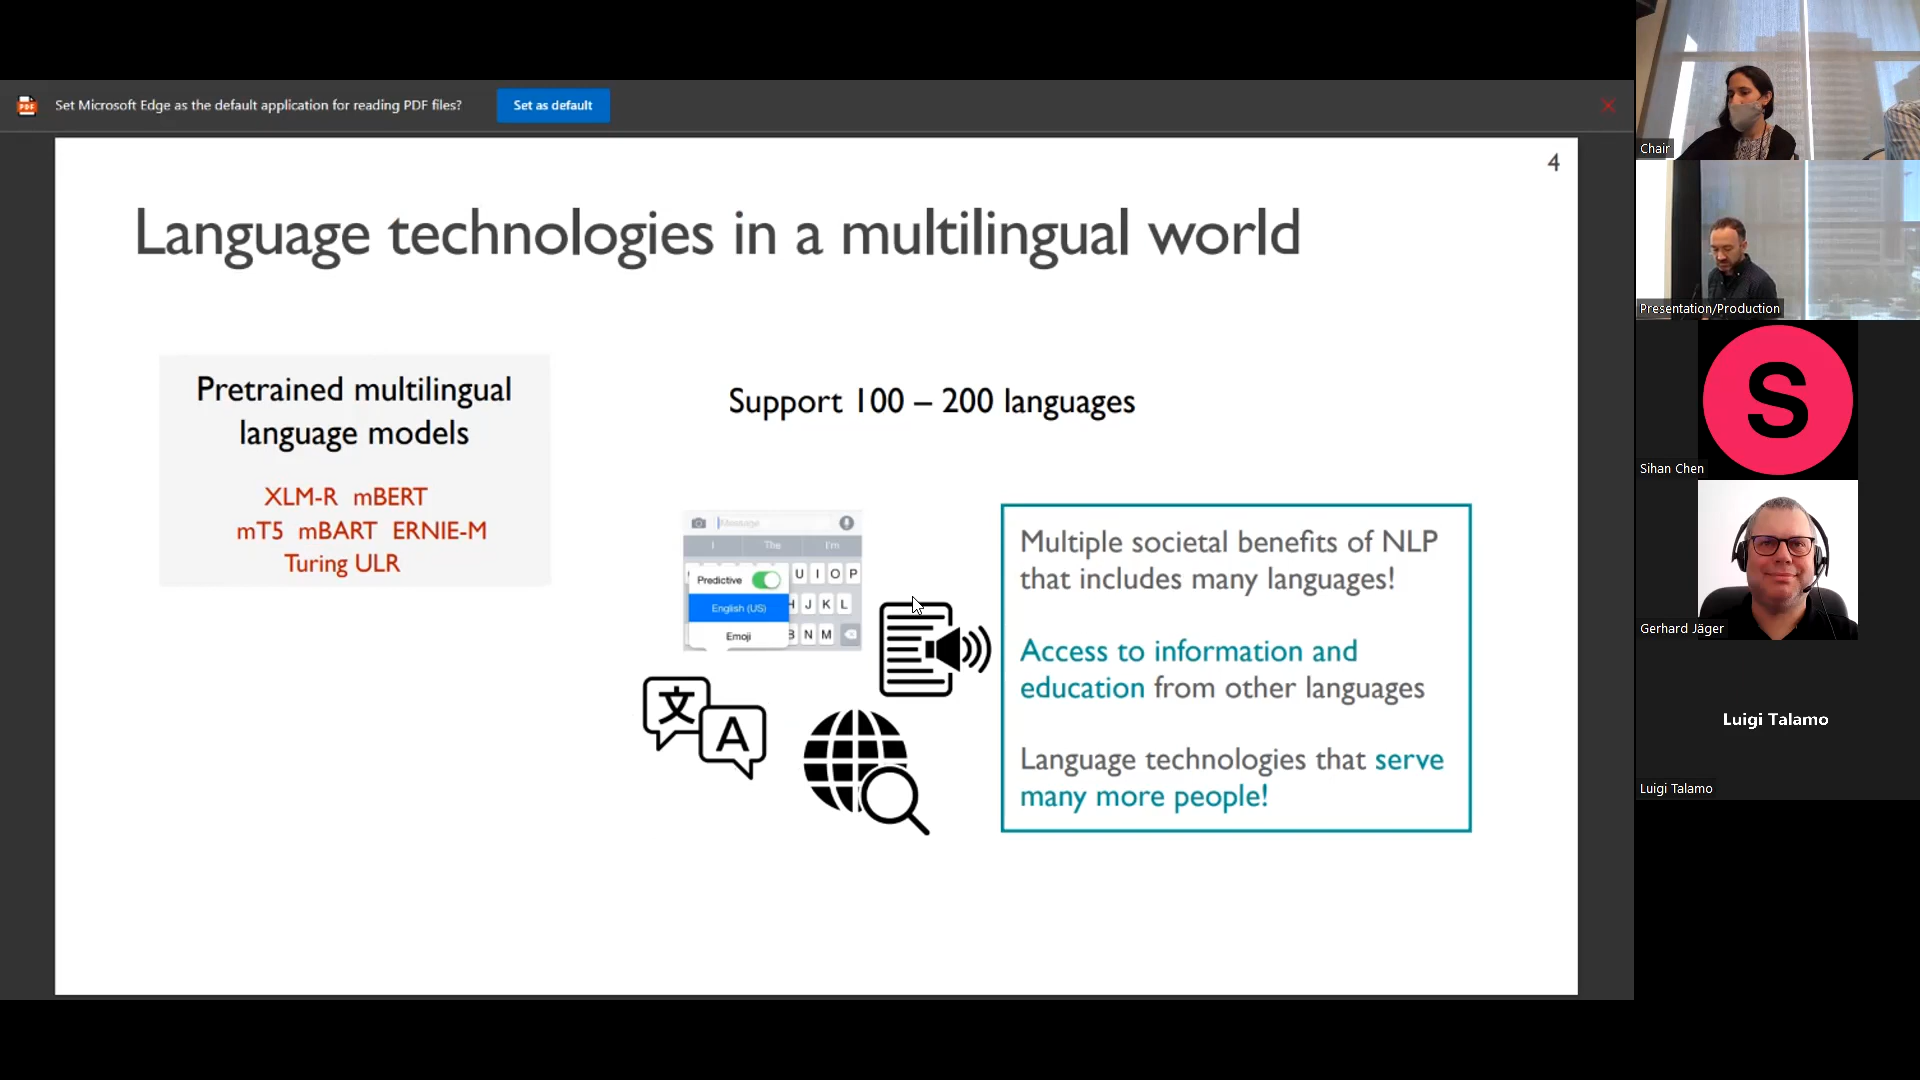 Set Microsoft Edge as the default application for reading PDF files?
Set as default
4
Language technologies in a multilingual world
Pretrained multilingual
language models
XLM-R mBERT
mT5 mBART ERNIE-M
Turing ULR
Support 100 – 200 languages
Message
I The I'm
U I O P
Predictive
English (US)
H J K L
Emoji
B N M
文
A
Multiple societal benefits of NLP
that includes many languages!
Access to information and
education from other languages
Language technologies that serve
many more people!
Chair
Presentation/Production
S
Sihan Chen
Gerhard Jäger
Luigi Talamo
Luigi Talamo